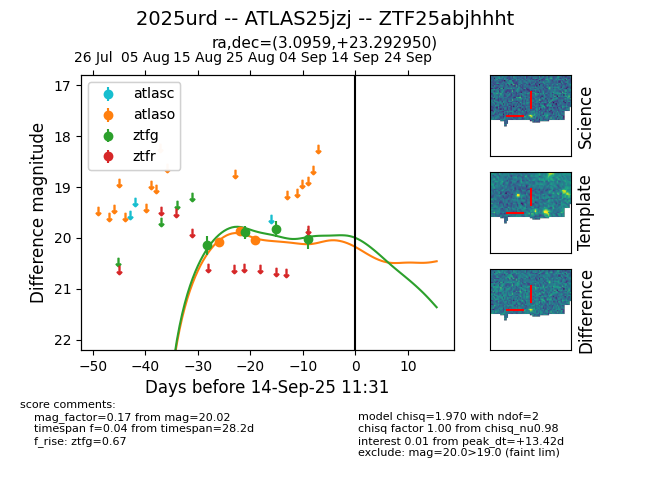 2025urd -- ATLAS25jzj -- ZTF25abjhhht
ra,dec=(3.0959,+23.292950)
26 Jul 05 Aug 15 Aug 25 Aug 04 Sep 14 Sep 24 Sep
atlasc
atlaso
ztfg
ztfr
17
18
19
20
21
22
Difference magnitude
−50 −40 −30 −20 −10 0 10
Days before 14-Sep-25 11:31
Science
Template
Difference
score comments:
mag_factor=0.17 from mag=20.02
timespan f=0.04 from timespan=28.2d
f_rise: ztfg=0.67
model chisq=1.970 with ndof=2
chisq factor 1.00 from chisq_nu0.98
interest 0.01 from peak_dt=+13.42d
exclude: mag=20.0>19.0 (faint lim)